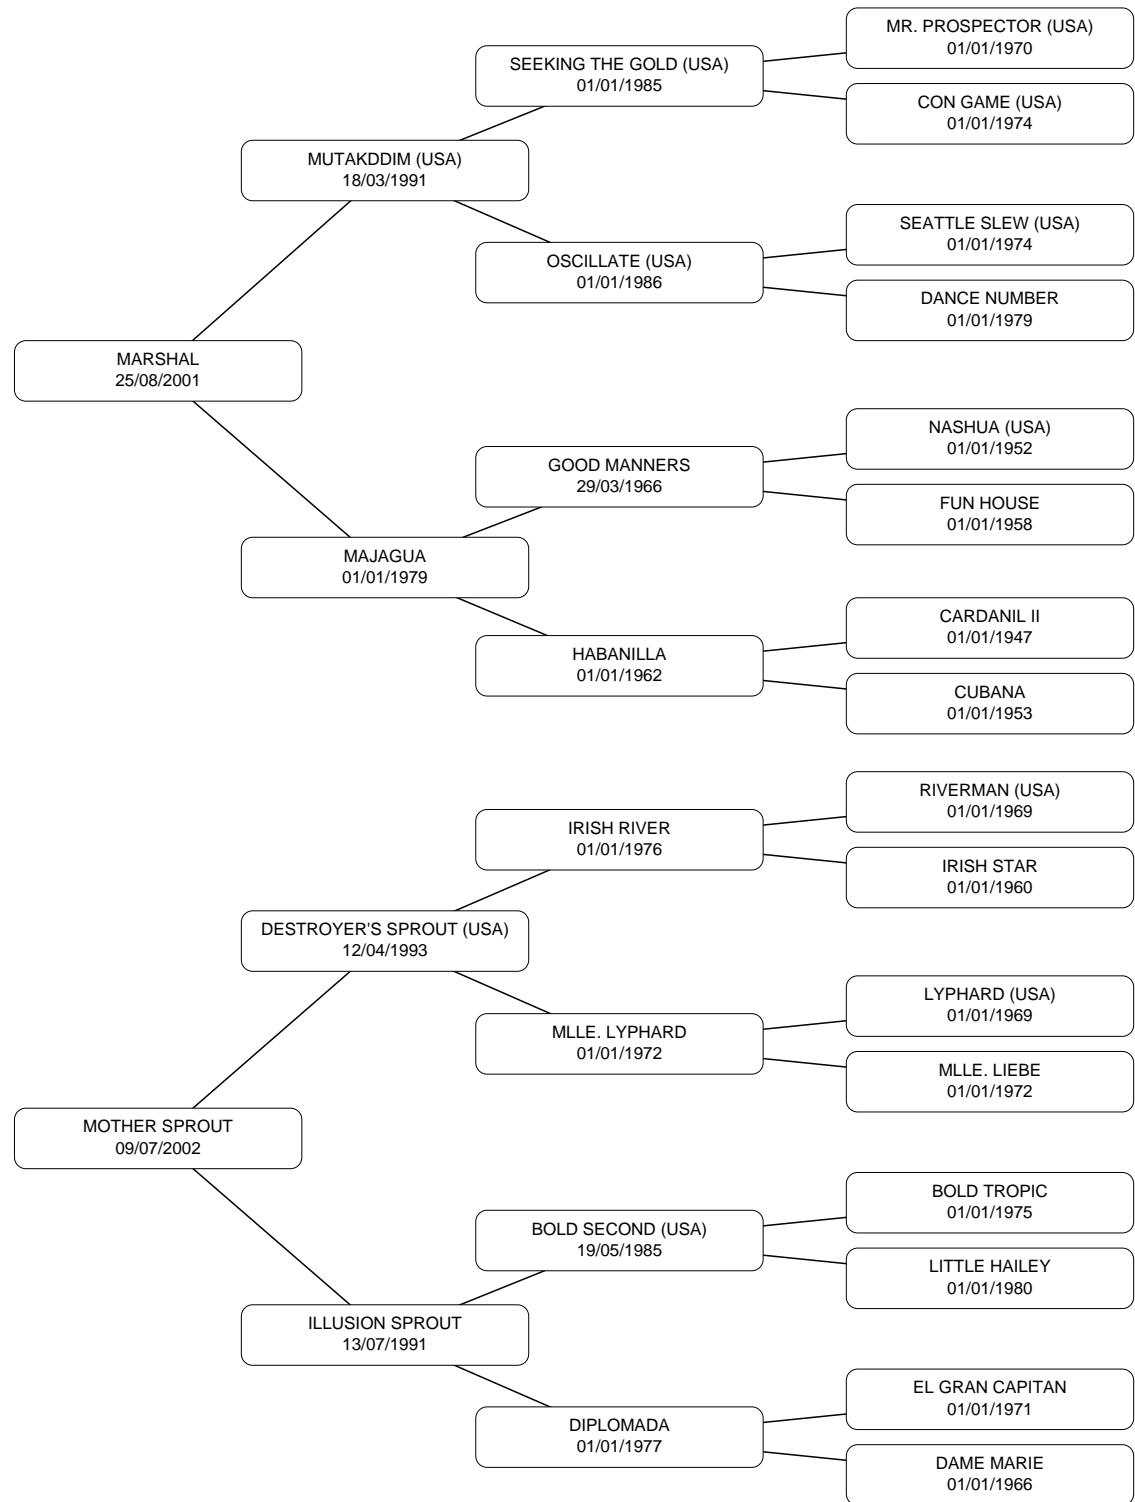 MR. PROSPECTOR (USA)
01/01/1970
SEEKING THE GOLD (USA)
01/01/1985
CON GAME (USA)
01/01/1974
MUTAKDDIM (USA)
18/03/1991
SEATTLE SLEW (USA)
01/01/1974
OSCILLATE (USA)
01/01/1986
DANCE NUMBER
01/01/1979
MARSHAL
25/08/2001
NASHUA (USA)
01/01/1952
GOOD MANNERS
29/03/1966
FUN HOUSE
01/01/1958
MAJAGUA
01/01/1979
CARDANIL II
01/01/1947
HABANILLA
01/01/1962
CUBANA
01/01/1953
RIVERMAN (USA)
01/01/1969
IRISH RIVER
01/01/1976
IRISH STAR
01/01/1960
DESTROYER'S SPROUT (USA)
12/04/1993
LYPHARD (USA)
01/01/1969
MLLE. LYPHARD
01/01/1972
MLLE. LIEBE
01/01/1972
MOTHER SPROUT
09/07/2002
BOLD TROPIC
01/01/1975
BOLD SECOND (USA)
19/05/1985
LITTLE HAILEY
01/01/1980
ILLUSION SPROUT
13/07/1991
EL GRAN CAPITAN
01/01/1971
DIPLOMADA
01/01/1977
DAME MARIE
01/01/1966